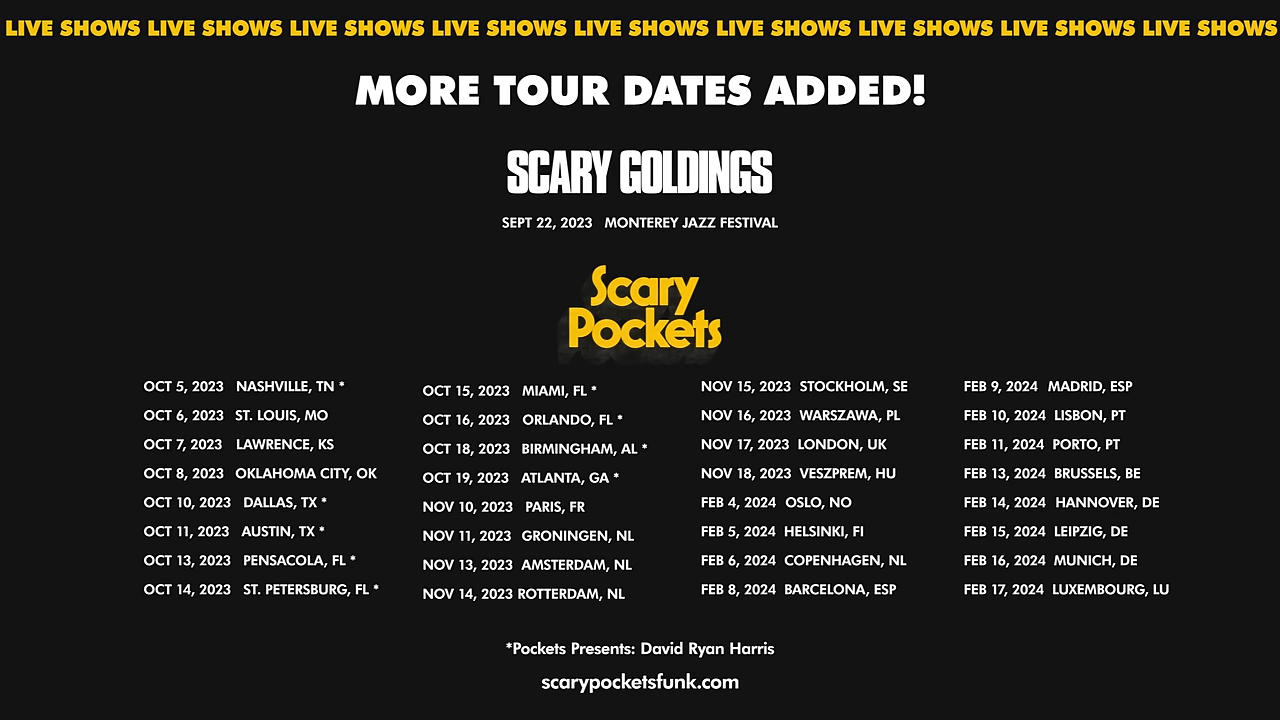 LIVE SHOWS LIVE SHOWS LIVE SHOWS LIVE SHOWS LIVE SHOWS LIVE SHOWS LIVE SHOWS LIVE SHOWS LIVE SHOWS
MORE TOUR DATES ADDED!
SCARY GOLDINGS
SEPT 22, 2023 MONTEREY JAZZ FESTIVAL
Scary
Pockets
OCT 5, 2023 NASHVILLE, TN *
OCT 6, 2023 ST. LOUIS, MO
OCT 7, 2023 LAWRENCE, KS
OCT 8, 2023 OKLAHOMA CITY, OK
OCT 10, 2023 DALLAS, TX *
OCT 11, 2023 AUSTIN, TX *
OCT 13, 2023 PENSACOLA, FL *
OCT 14, 2023 ST. PETERSBURG, FL *
OCT 15, 2023 MIAMI, FL *
OCT 16, 2023 ORLANDO, FL *
OCT 18, 2023 BIRMINGHAM, AL *
OCT 19, 2023 ATLANTA, GA *
NOV 10, 2023 PARIS, FR
NOV 11, 2023 GRONINGEN, NL
NOV 13, 2023 AMSTERDAM, NL
NOV 14, 2023 ROTTERDAM, NL
NOV 15, 2023 STOCKHOLM, SE
NOV 16, 2023 WARSZAWA, PL
NOV 17, 2023 LONDON, UK
NOV 18, 2023 VESZPREM, HU
FEB 4, 2024 OSLO, NO
FEB 5, 2024 HELSINKI, FI
FEB 6, 2024 COPENHAGEN, NL
FEB 8, 2024 BARCELONA, ESP
FEB 9, 2024 MADRID, ESP
FEB 10, 2024 LISBON, PT
FEB 11, 2024 PORTO, PT
FEB 13, 2024 BRUSSELS, BE
FEB 14, 2024 HANNOVER, DE
FEB 15, 2024 LEIPZIG, DE
FEB 16, 2024 MUNICH, DE
FEB 17, 2024 LUXEMBOURG, LU
*Pockets Presents: David Ryan Harris
scarypocketsfunk.com